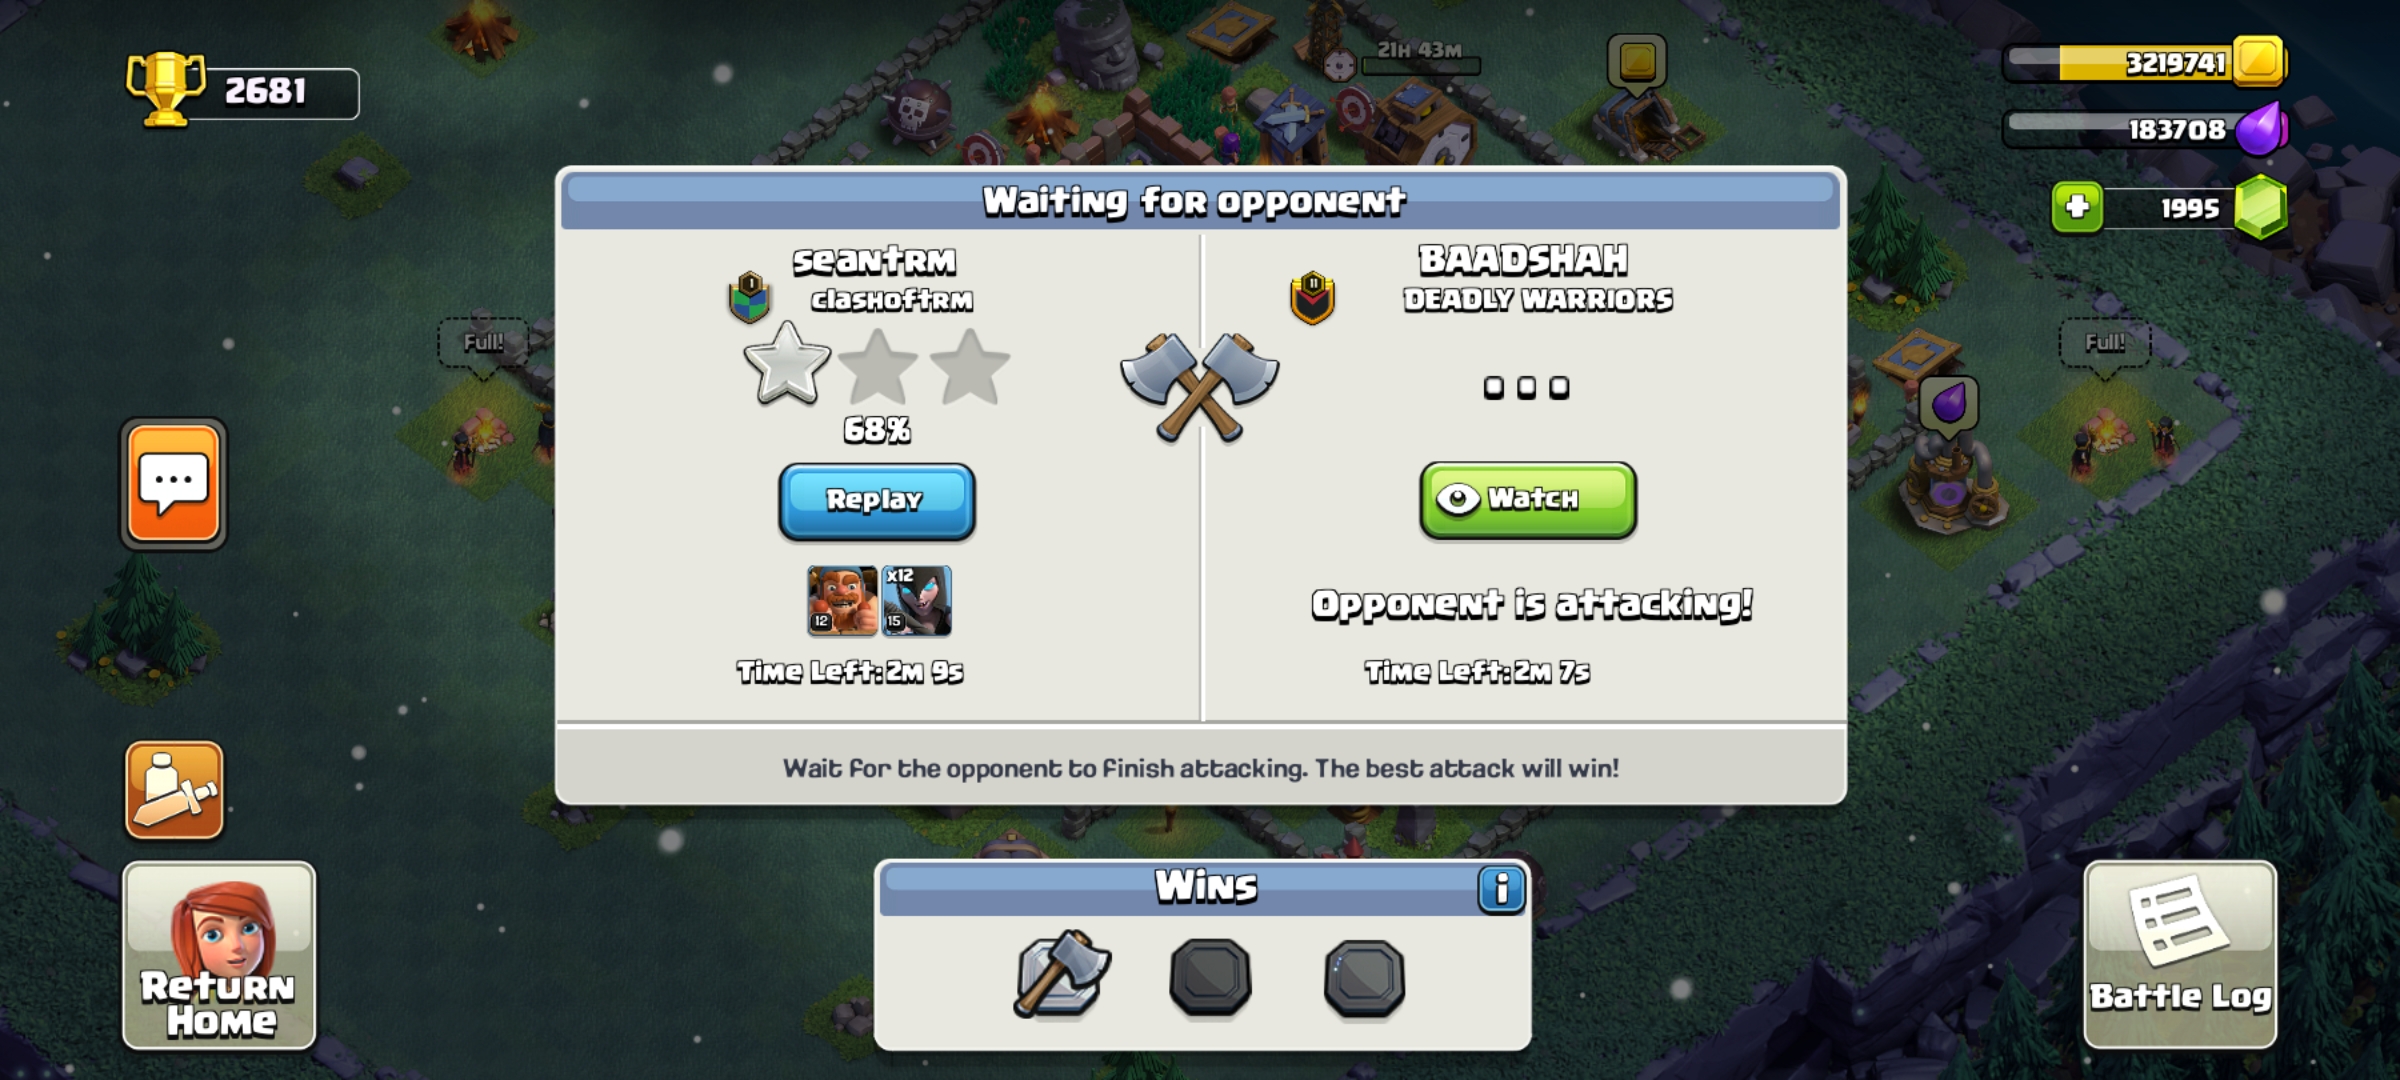 2681
21H 43M
3219741
183708
1995
Waiting for opponent
seantrm
clashoftrm
1
68%
Replay
x12
12
15
Time Left:2m 9s
BAADSHAH
DEADLY WARRIORS
11
Watch
Opponent is attacking!
Time Left:2m 7s
Full!
Full!
Wait for the opponent to finish attacking. The best attack will win!
Wins
i
Return
Home
Battle Log